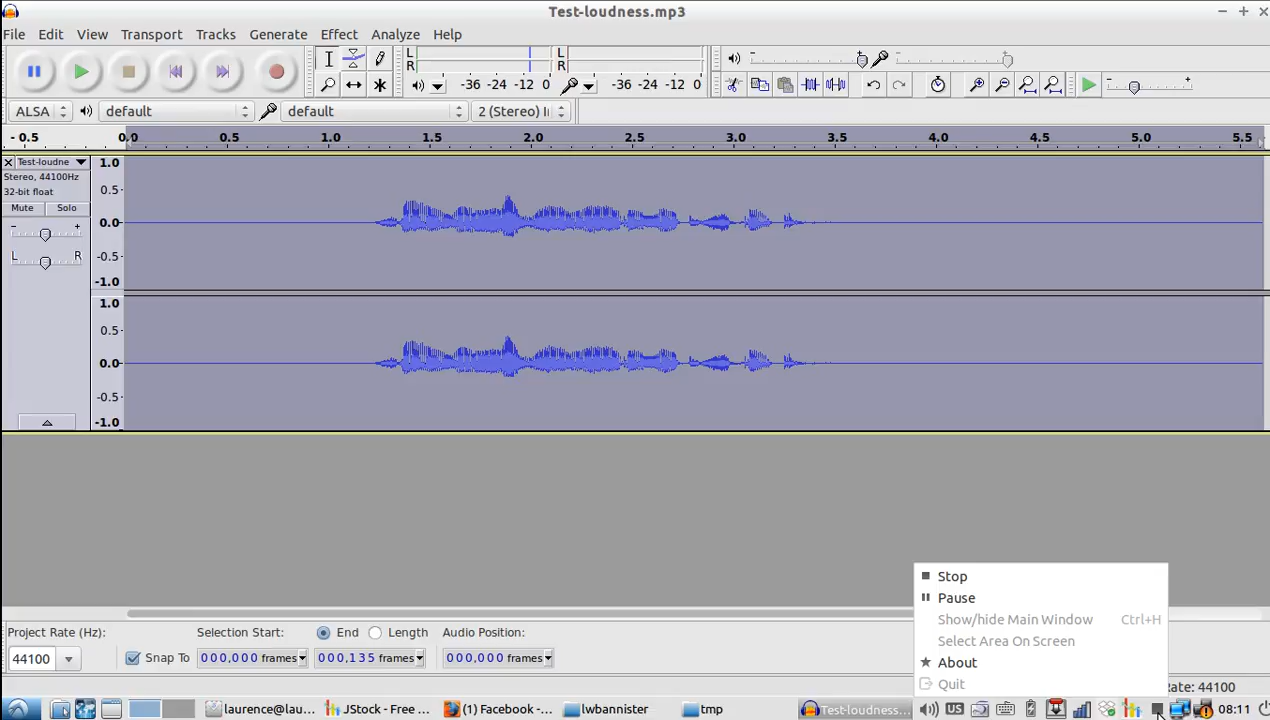 Test-loudness.mp3
File Edit View Transport Tracks Generate Effect Analyze Help
L
R
-36 -24 -12 0
L
R
-36 -24 -12 0
ALSA default default 2 (Stereo) I
- 0.5 0.0 0.5 1.0 1.5 2.0 2.5 3.0 3.5 4.0 4.5 5.0 5.5
Test-loudne
Stereo, 44100Hz
32-bit float
Mute Solo
- +
L R
1.0
0.5
0.0
-0.5
-1.0
1.0
0.5
0.0
-0.5
-1.0
Stop
Pause
Show/hide Main Window Ctrl+H
Select Area On Screen
About
Quit
Project Rate (Hz): Selection Start: End Length Audio Position:
44100 Snap To 000,000 frames 000,135 frames 000,000 frames
Rate: 44100
laurence@lau... JStock - Free ... Facebook -... lwbannister tmp Test-loudness... US 08:11